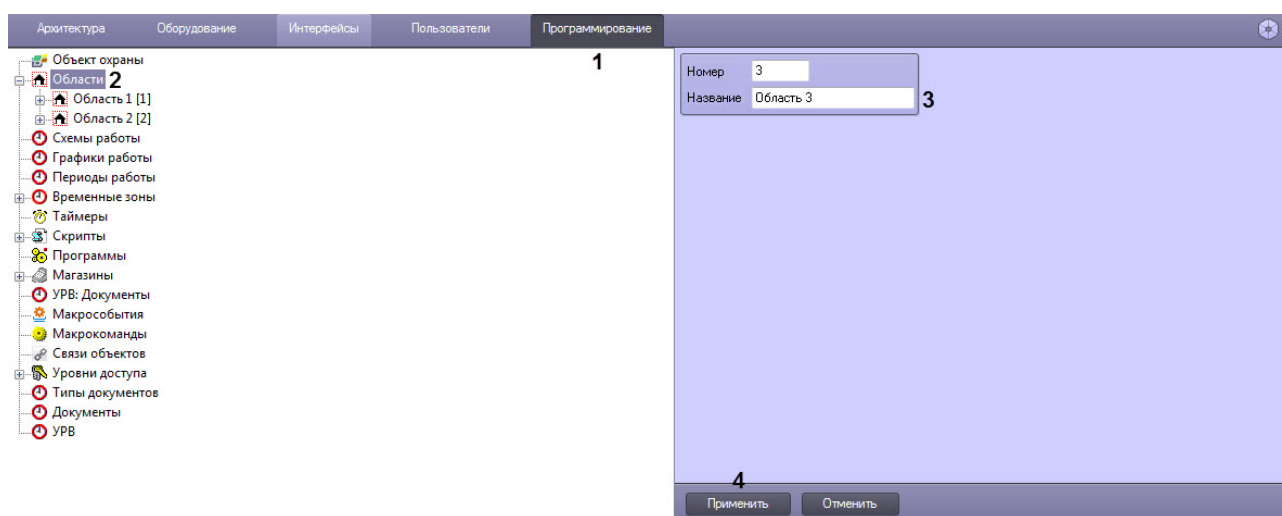 Архитектура Оборудование Интерфейсы Пользователи Программирование
1
Объект охраны
Области 2
Область 1 [1]
Область 2 [2]
Схемы работы
Графики работы
Периоды работы
Временные зоны
Таймеры
Скрипты
Программы
Магазины
УРВ: Документы
Макрособытия
Макрокоманды
Связи объектов
Уровни доступа
Типы документов
Документы
УРВ
Номер 3
Название Область 3 3
4
Применить Отменить